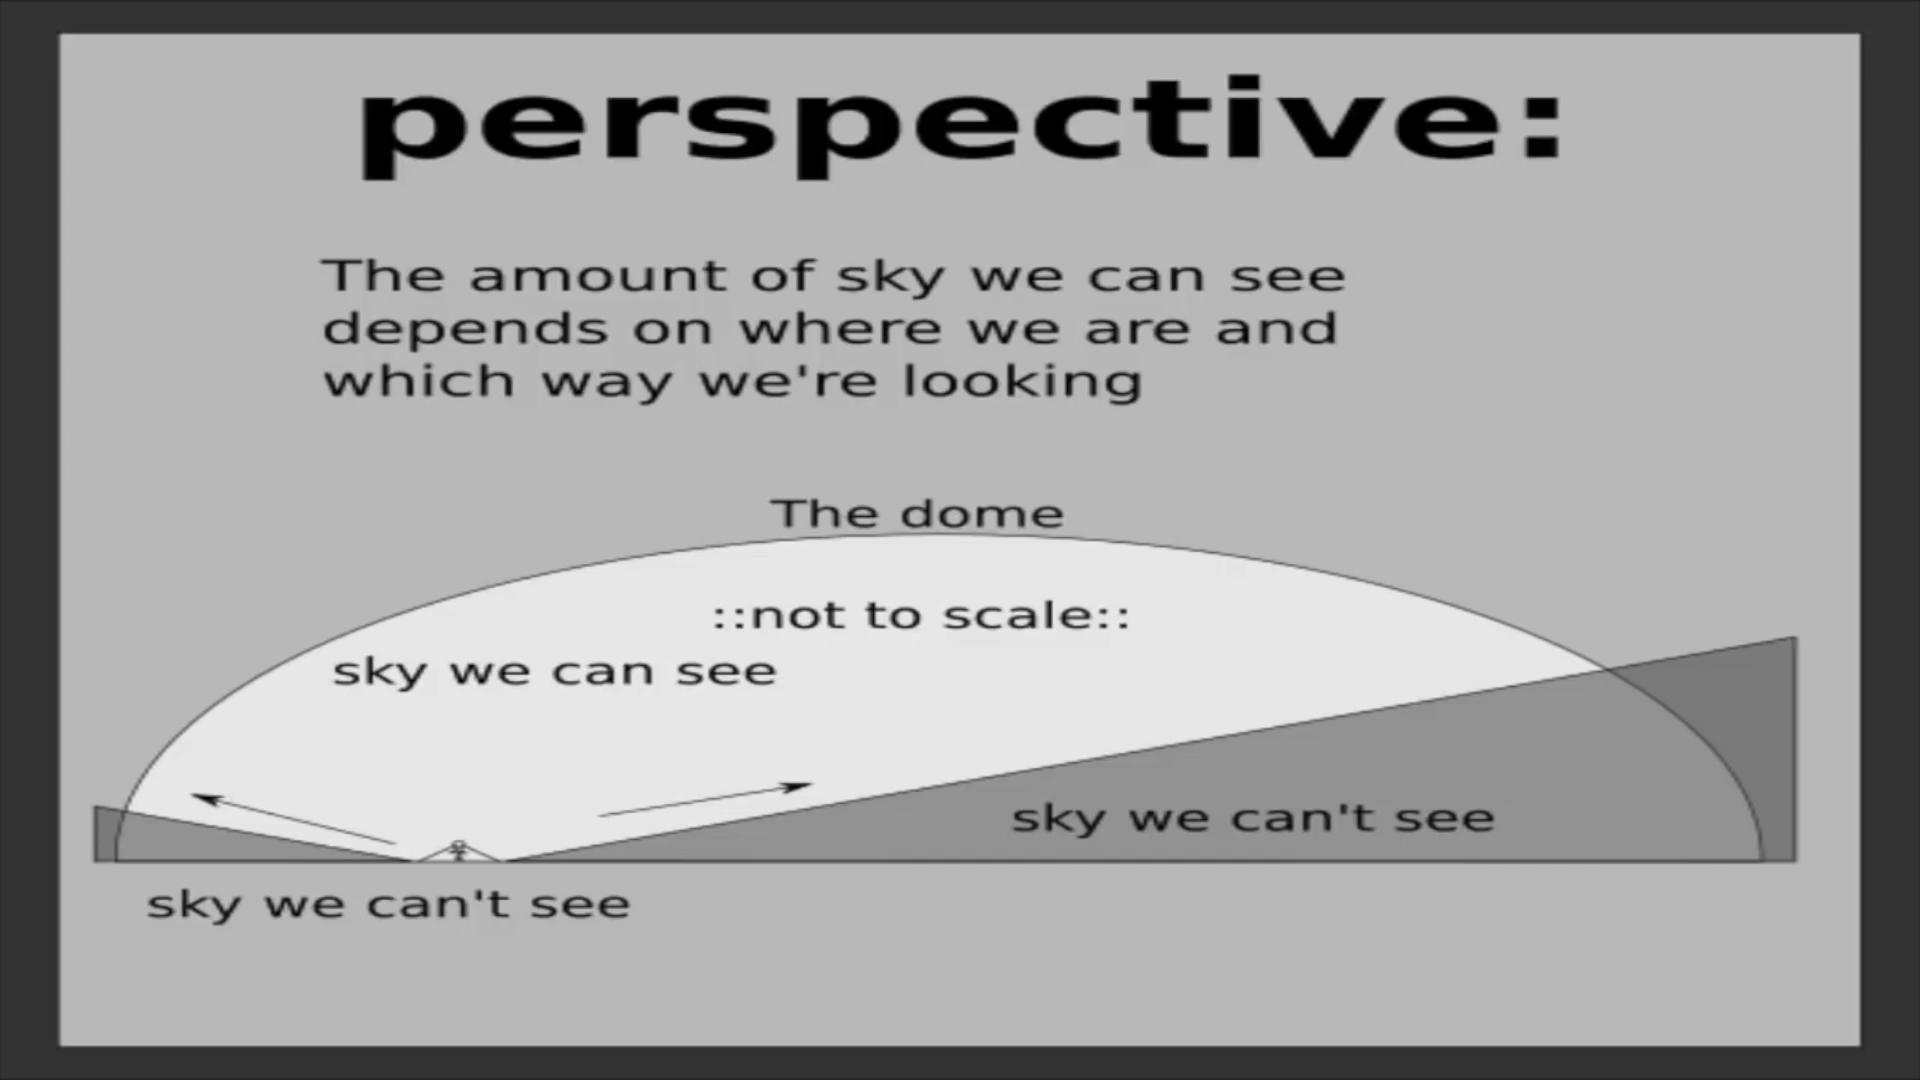 perspective:
The amount of sky we can see
depends on where we are and
which way we're looking
The dome
::not to scale::
sky we can see
sky we can't see
sky we can't see